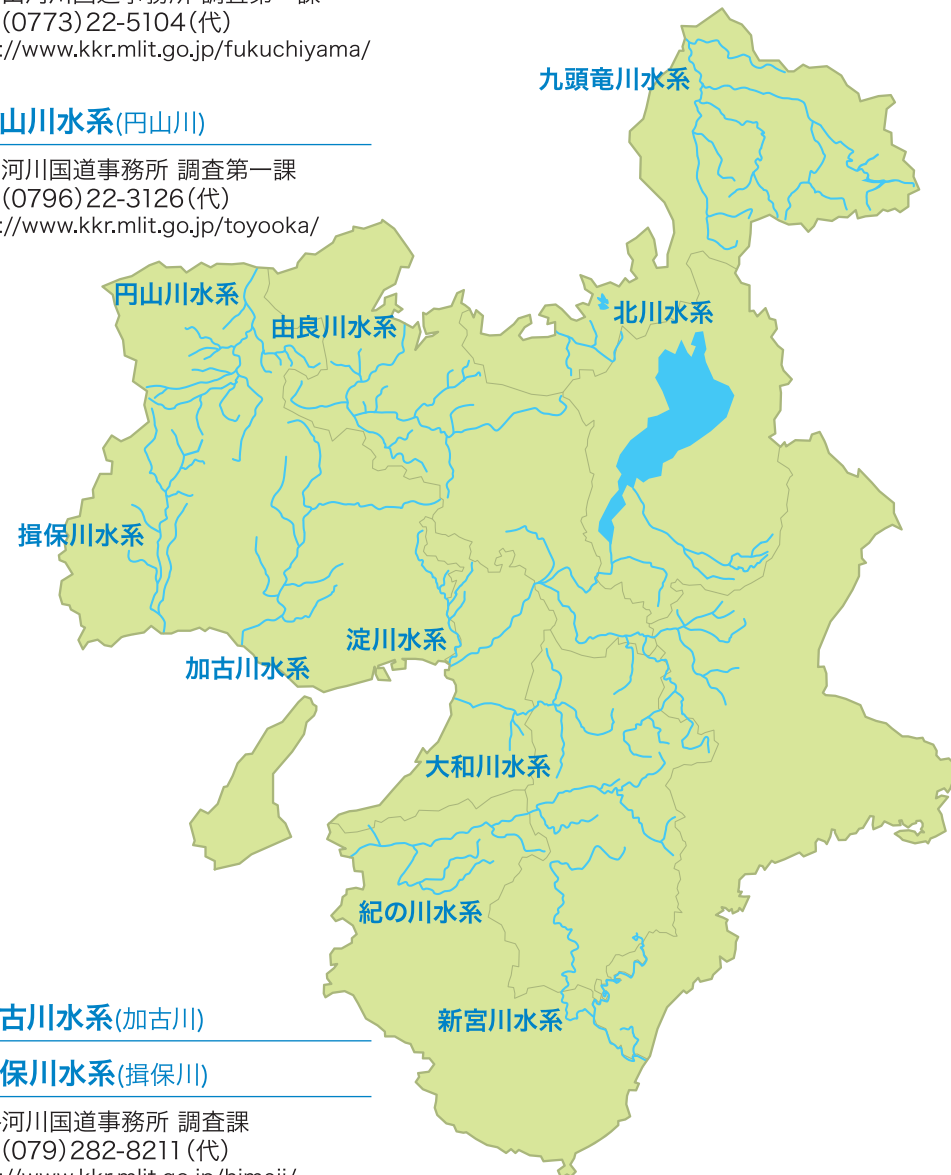 (0773)22-5104(代)
://www.kkr.mlit.go.jp/fukuchiyama/
山川水系(円山川)
河川国道事務所 調査第一課
(0796)22-3126(代)
://www.kkr.mlit.go.jp/toyooka/
九頭竜川水系
円山川水系
由良川水系
北川水系
揖保川水系
淀川水系
加古川水系
大和川水系
紀の川水系
新宮川水系
古川水系(加古川)
保川水系(揖保川)
河川国道事務所 調査課
(079)282-8211(代)